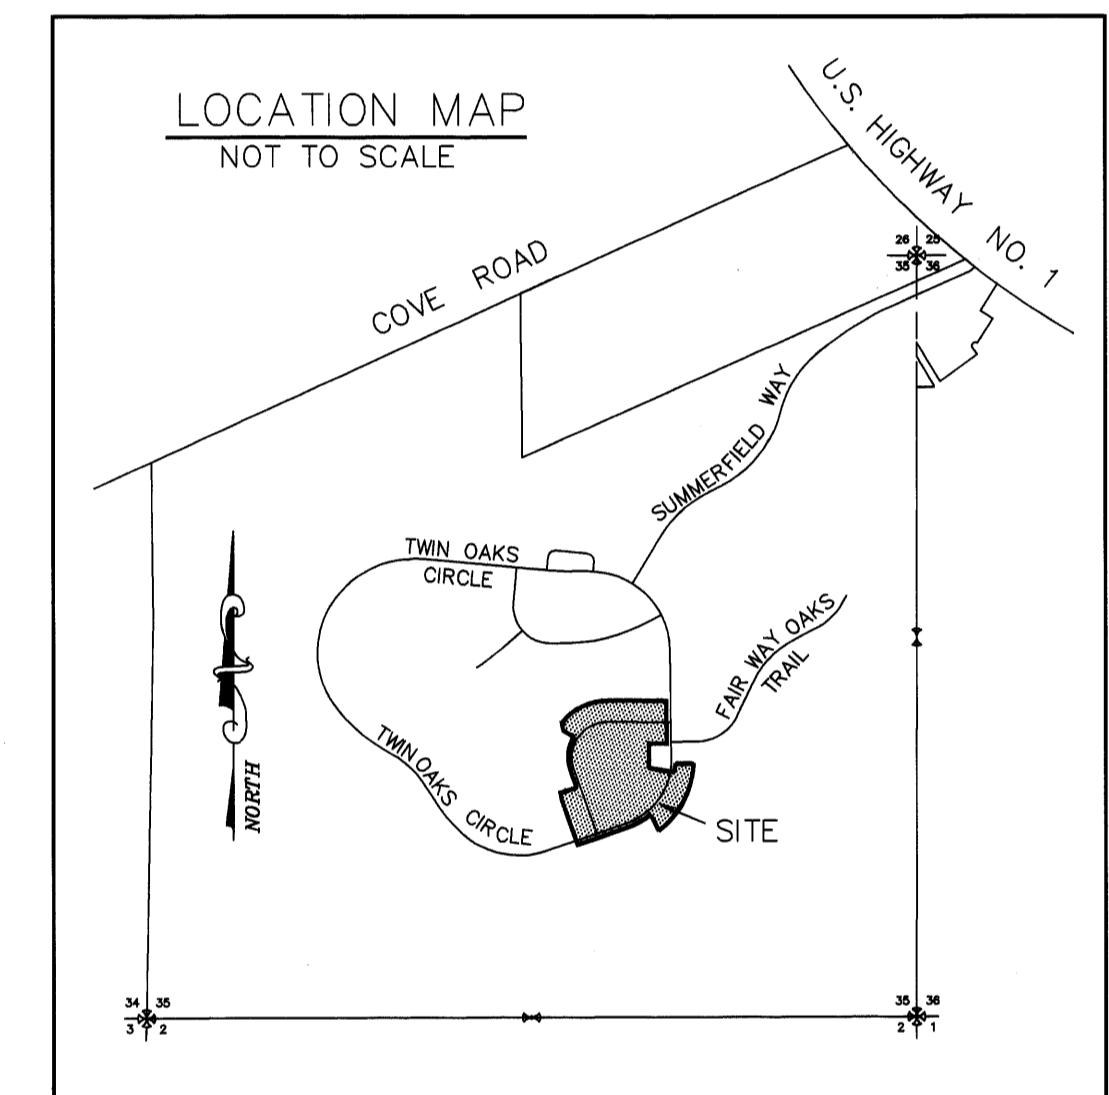 LOCATION MAP
NOT TO SCALE
U.S. HIGHWAY NO. 1
COVE ROAD
26 25
35 36
SUMMERFIELD WAY
TWIN OAKS
CIRCLE
FAIR WAY OAKS
TRAIL
TWIN OAKS CIRCLE
NORTH
SITE
34 35
3 2
35 36
2 1